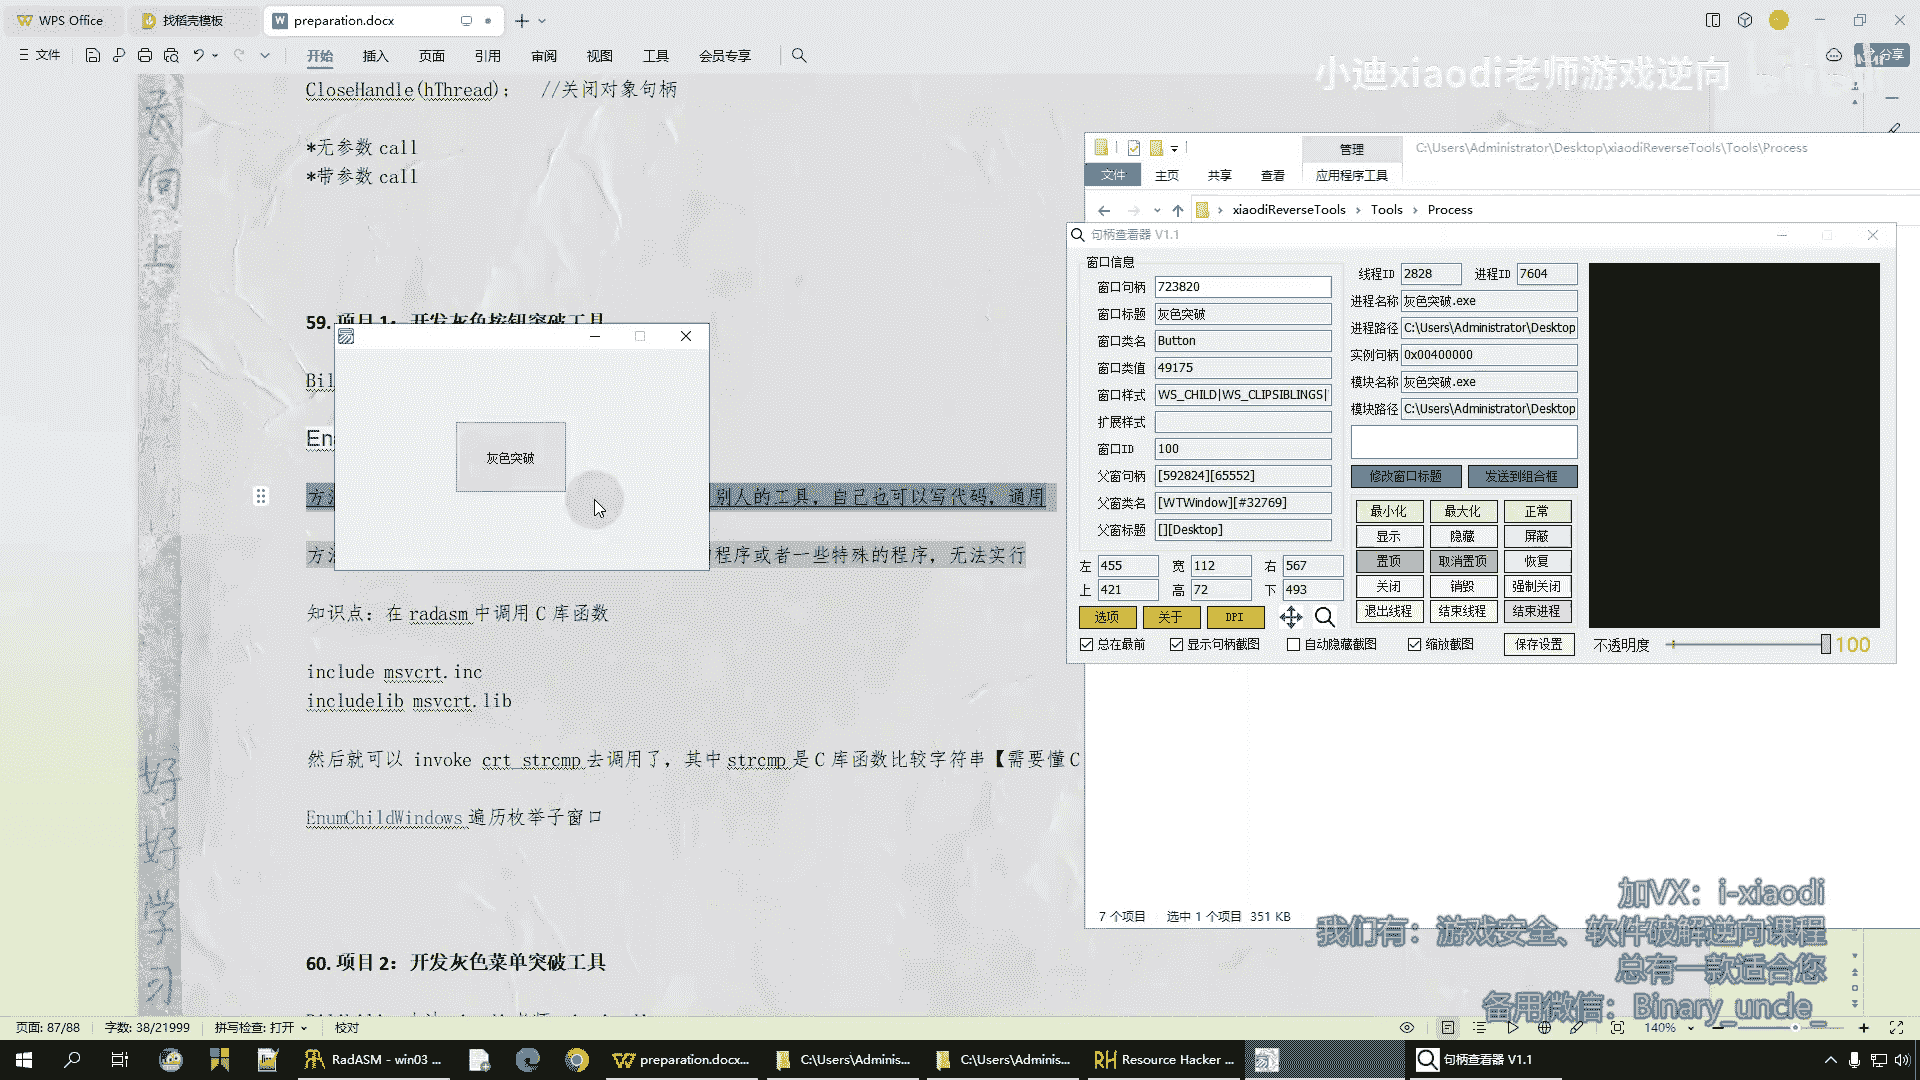 WPS Office
找稻壳模板
preparation.docx
文件
开始
插入
页面
引用
审阅
视图
工具
会员专享
分享
小迪xiaodi老师游戏逆向
CloseHandle(hThread); //关闭对象句柄
*无参数 call
*带参数 call
59. 项目 1：开发灰色按钮突破工具
Bil
En
别人的工具，自己也可以写代码，通用
程序或者一些特殊的程序，无法实行
知识点：在 radasm 中调用 C 库函数
include msvcrt.inc
includelib msvcrt.lib
然后就可以 invoke crt_strcmp 去调用了，其中 strcmp 是 C 库函数比较字符串【需要懂 C
EnumChildWindows 遍历枚举子窗口
60. 项目 2：开发灰色菜单突破工具
灰色突破
管理
C:\Users\Administrator\Desktop\xiaodiReverseTools\Tools\Process
文件
主页
共享
查看
应用程序工具
xiaodiReverseTools › Tools › Process
句柄查看器 V1.1
窗口信息
窗口句柄 723820
窗口标题 灰色突破
窗口类名 Button
窗口类值 49175
窗口样式 WS_CHILD|WS_CLIPSIBLINGS|
扩展样式
窗口ID 100
父窗句柄 [592824][65552]
父窗类名 [WTWindow][#32769]
父窗标题 [][Desktop]
左 455 宽 112 右 567
上 421 高 72 下 493
选项 关于 DPI
总在最前 显示句柄截图 自动隐藏截图 缩放截图 保存设置
线程ID 2828 进程ID 7604
进程名称 灰色突破.exe
进程路径 C:\Users\Administrator\Desktop
实例句柄 0x00400000
模块名称 灰色突破.exe
模块路径 C:\Users\Administrator\Desktop
修改窗口标题 发送到组合框
最小化 最大化 正常
显示 隐藏 屏蔽
置顶 取消置顶 恢复
关闭 销毁 强制关闭
退出线程 结束线程 结束进程
不透明度 100
7 个项目 选中 1 个项目 351 KB
加VX：i-xiaodi
我们有：游戏安全、软件破解逆向课程
总有一款适合您
备用微信：Binary_uncle_
去向上
好好学习
页面: 87/88 字数: 38/21999 拼写检查: 打开 校对 140%
RadASM - win03 ...
preparation.docx...
C:\Users\Adminis...
C:\Users\Adminis...
Resource Hacker ...
句柄查看器 V1.1